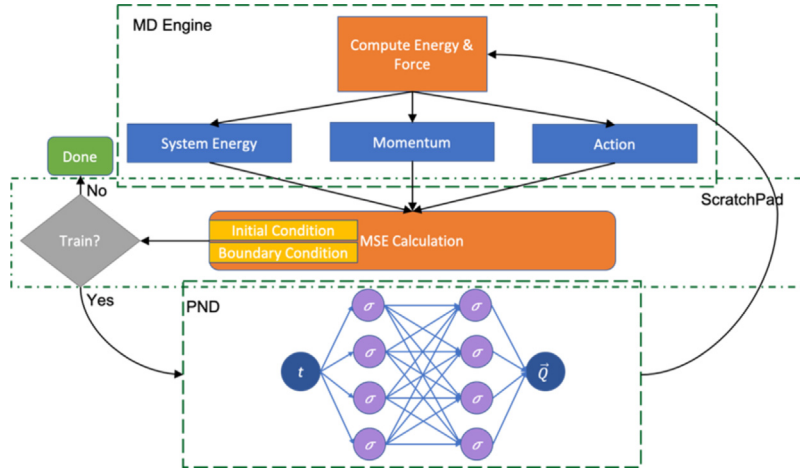 MD Engine
Compute Energy &
Force
System Energy
Momentum
Action
Done
No
ScratchPad
Train?
Initial Condition
MSE Calculation
Boundary Condition
Yes
PND
σ σ
σ σ
t
Q⃗
σ σ
σ σ